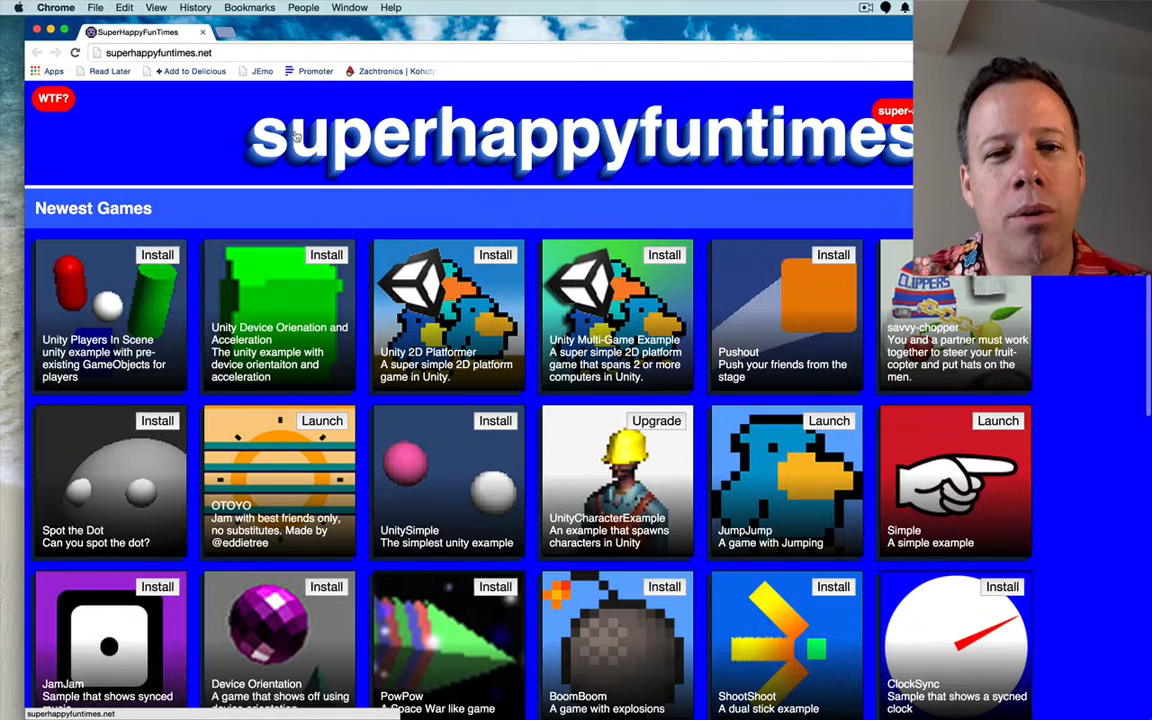 Chrome File Edit View History Bookmarks People Window Help
SuperHappyFunTimes
superhappyfuntimes.net
Apps Read Later Add to Delicious JEmo Promoter Zachtronics |
WTF?
super-
superhappyfuntimes
Newest Games
Install
Unity Players In Scene
unity example with pre-
existing GameObjects for
players
Install
Unity Device Orienation and
Acceleration
The unity example with
device orientaiton and
acceleration
Install
Unity 2D Platformer
A super simple 2D platform
game in Unity.
Install
Unity Multi-Game Example
A super simple 2D platform
game that spans 2 or more
computers in Unity.
Install
Pushout
Push your friends from the
stage
CLIPPERS
savvy-chopper
You and a partner must work
together to steer your fruit-
copter and put hats on the
men.
Install
Spot the Dot
Can you spot the dot?
Launch
OTOYO
Jam with best friends only,
no substitutes. Made by
@eddietree
Install
UnitySimple
The simplest unity example
Upgrade
UnityCharacterExample
An example that spawns
characters in Unity
Launch
JumpJump
A game with Jumping
Launch
Simple
A simple example
Install
JamJam
Sample that shows synced
music
Install
Device Orientation
A game that shows off using
device orientation
Install
PowPow
A Space War like game
Install
BoomBoom
A game with explosions
Install
ShootShoot
A dual stick example
Install
ClockSync
Sample that shows a sycned
clock
superhappyfuntimes.net